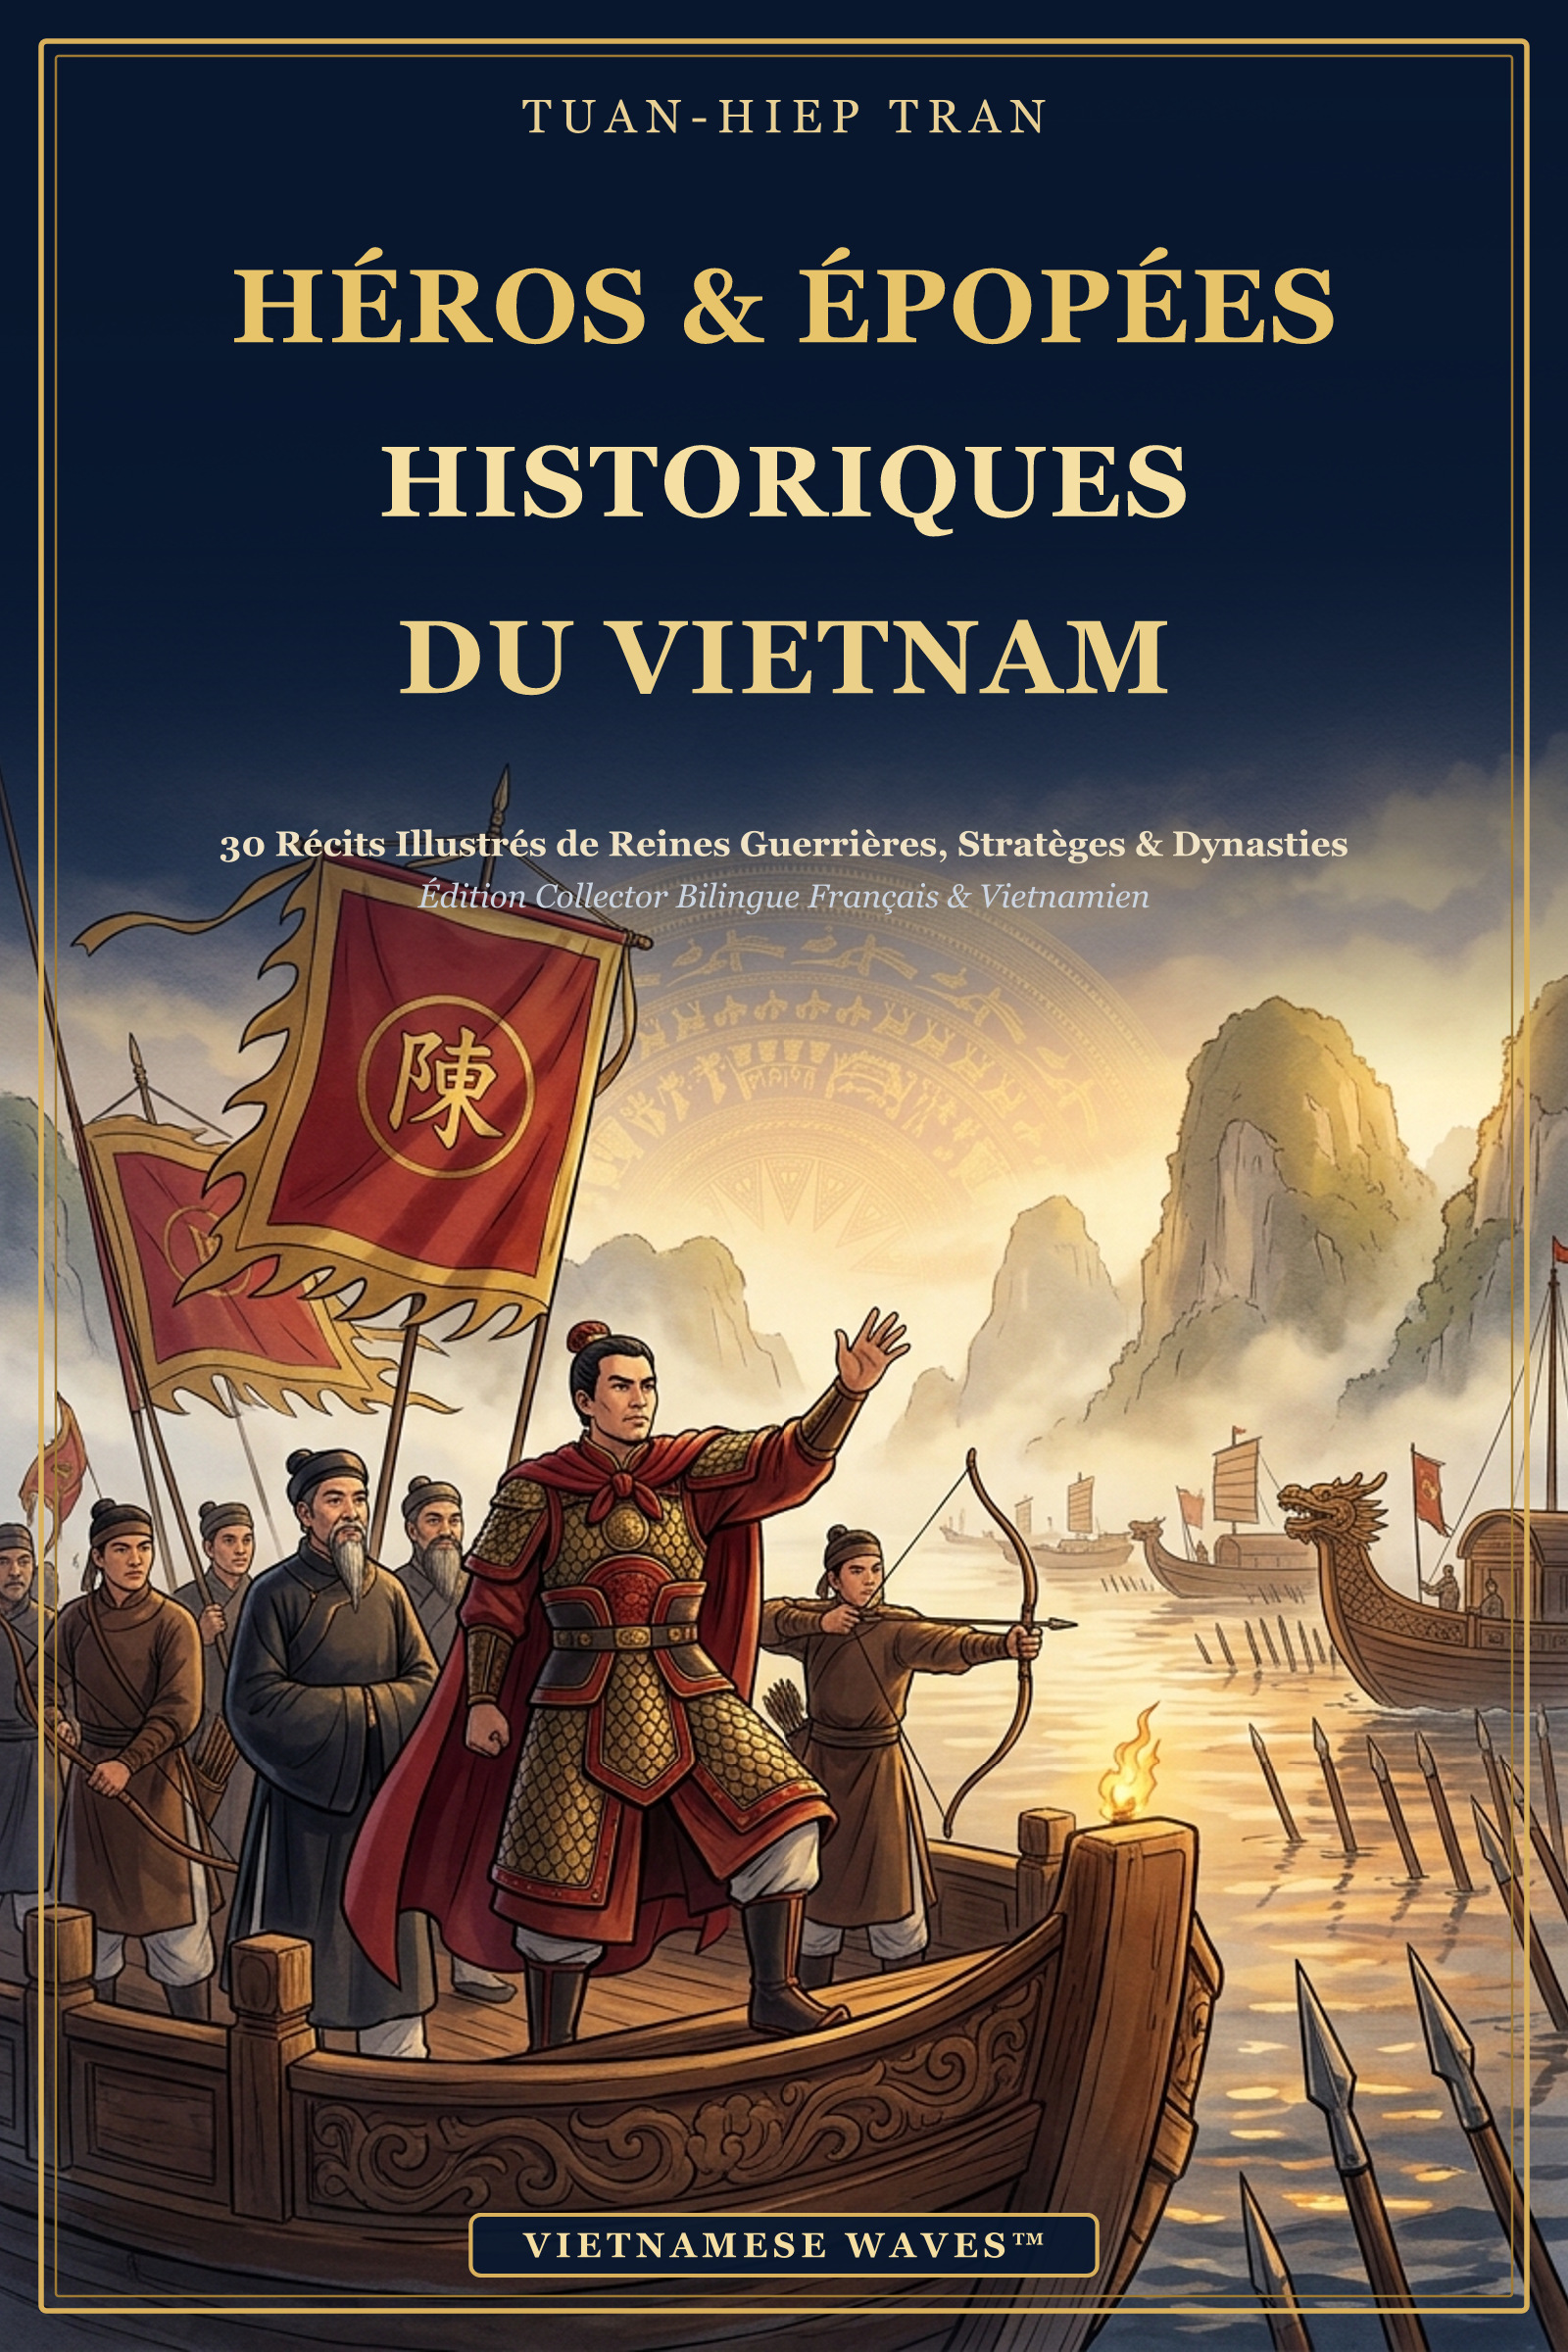 TUAN-HIEP TRAN
HÉROS & ÉPOPÉES
HISTORIQUES
DU VIETNAM
30 Récits Illustrés de Reines Guerrières, Stratèges & Dynasties
Édition Collector Bilingue Français & Vietnamien
陳
VIETNAMESE WAVES™